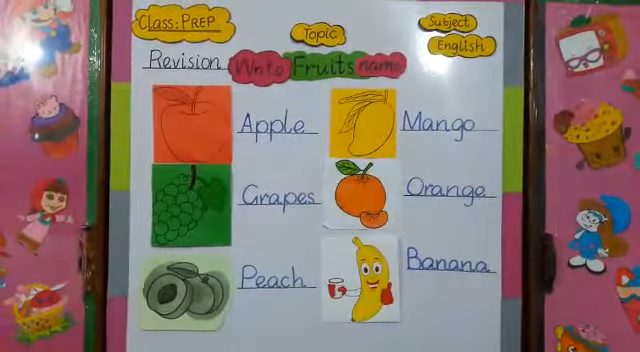 Class: PREP
Topic
Subject
English
Revision Write Fruits name
Apple
Mango
Grapes
Orange
Peach
Banana